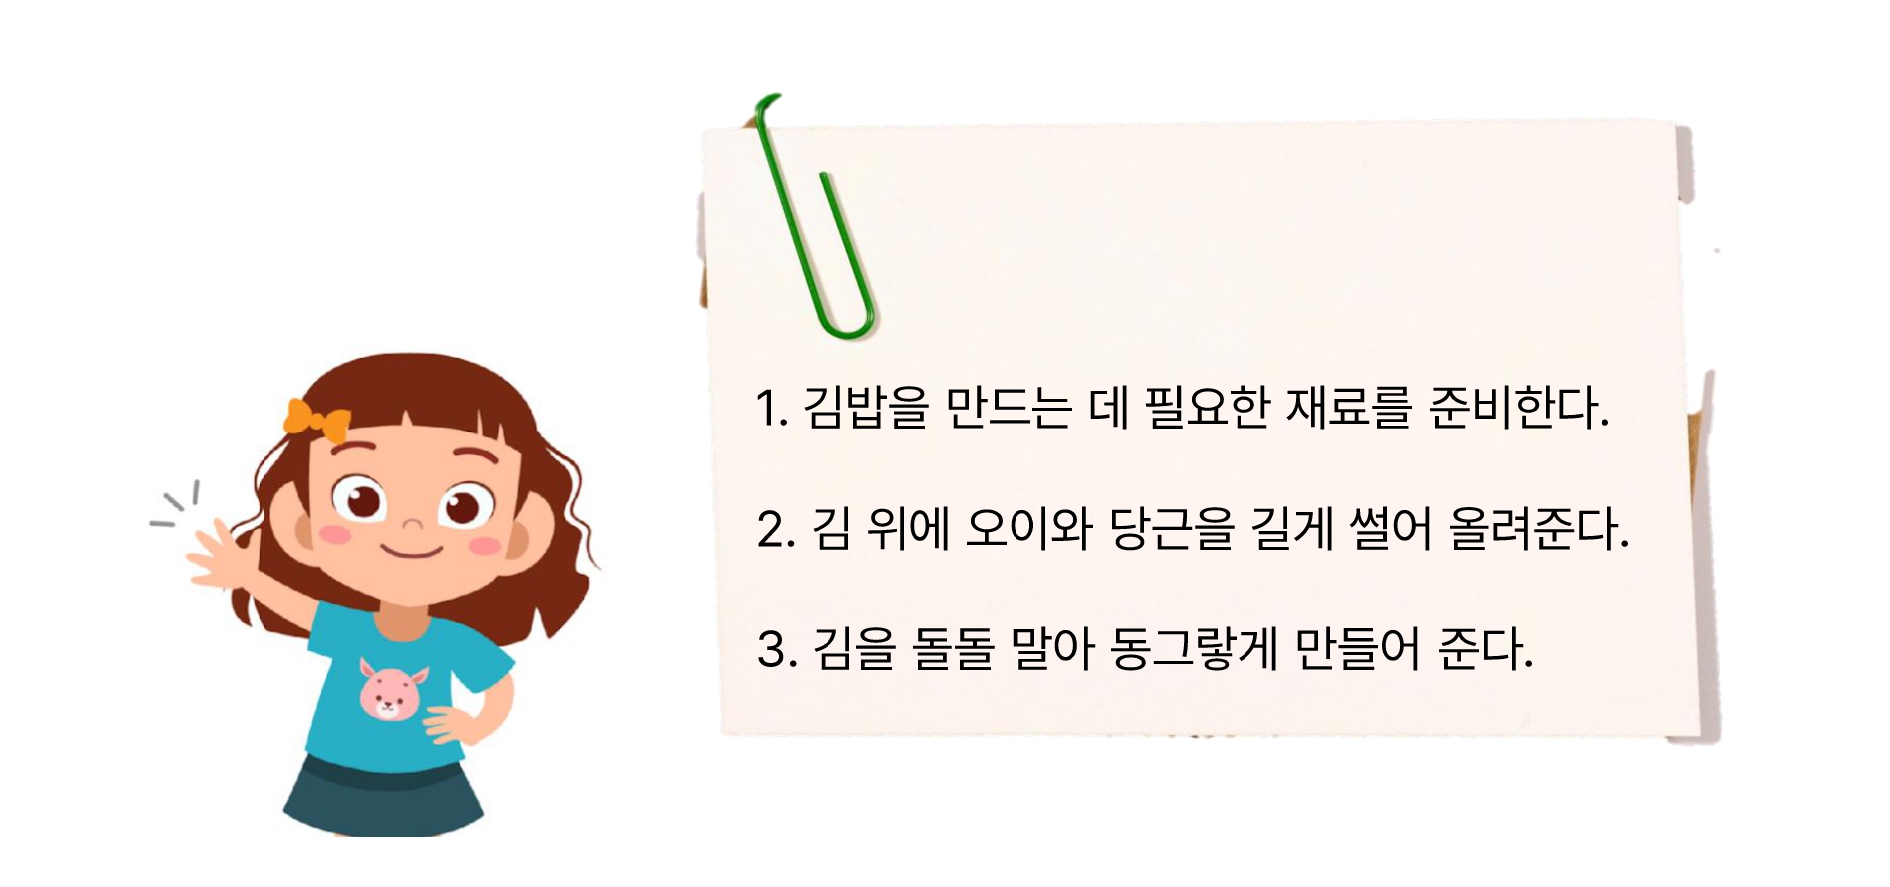 1. 김밥을 만드는 데 필요한 재료를 준비한다.
2. 김 위에 오이와 당근을 길게 썰어 올려준다.
3. 김을 돌돌 말아 동그랗게 만들어 준다.